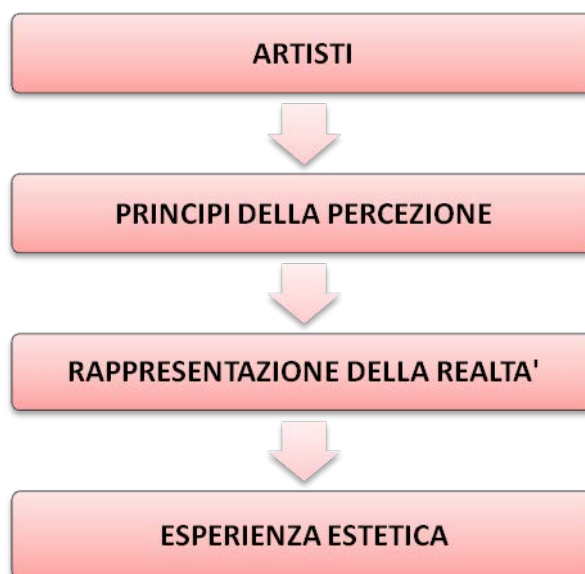 ARTISTI
PRINCIPI DELLA PERCEZIONE
RAPPRESENTAZIONE DELLA REALTA'
ESPERIENZA ESTETICA